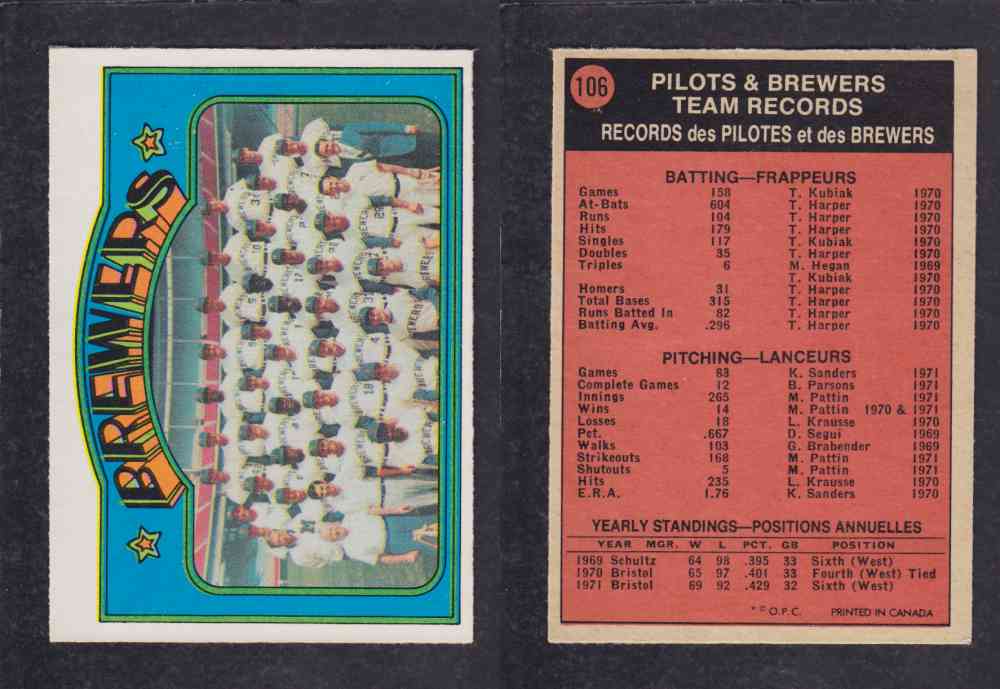 BREWERS
106
PILOTS & BREWERS
TEAM RECORDS
RECORDS des PILOTES et des BREWERS
BATTING—FRAPPEURS
Games 158 T. Kubiak 1970
At-Bats 604 T. Harper 1970
Runs 104 T. Harper 1970
Hits 179 T. Harper 1970
Singles 117 T. Kubiak 1970
Doubles 35 T. Harper 1970
Triples 6 M. Hegan 1969
T. Kubiak 1970
Homers 31 T. Harper 1970
Total Bases 315 T. Harper 1970
Runs Batted In 82 T. Harper 1970
Batting Avg. .296 T. Harper 1970
PITCHING—LANCEURS
Games 83 K. Sanders 1971
Complete Games 12 B. Parsons 1971
Innings 265 M. Pattin 1971
Wins 14 M. Pattin 1970 & 1971
Losses 18 L. Krausse 1970
Pct. .667 D. Segui 1969
Walks 103 G. Brabender 1969
Strikeouts 168 M. Pattin 1971
Shutouts 5 M. Pattin 1971
Hits 235 L. Krausse 1970
E.R.A. 1.76 K. Sanders 1970
YEARLY STANDINGS—POSITIONS ANNUELLES
YEAR MGR. W L PCT. GB POSITION
1969 Schultz 64 98 .395 33 Sixth (West)
1970 Bristol 65 97 .401 33 Fourth (West) Tied
1971 Bristol 69 92 .429 32 Sixth (West)
* © O.P.C. PRINTED IN CANADA